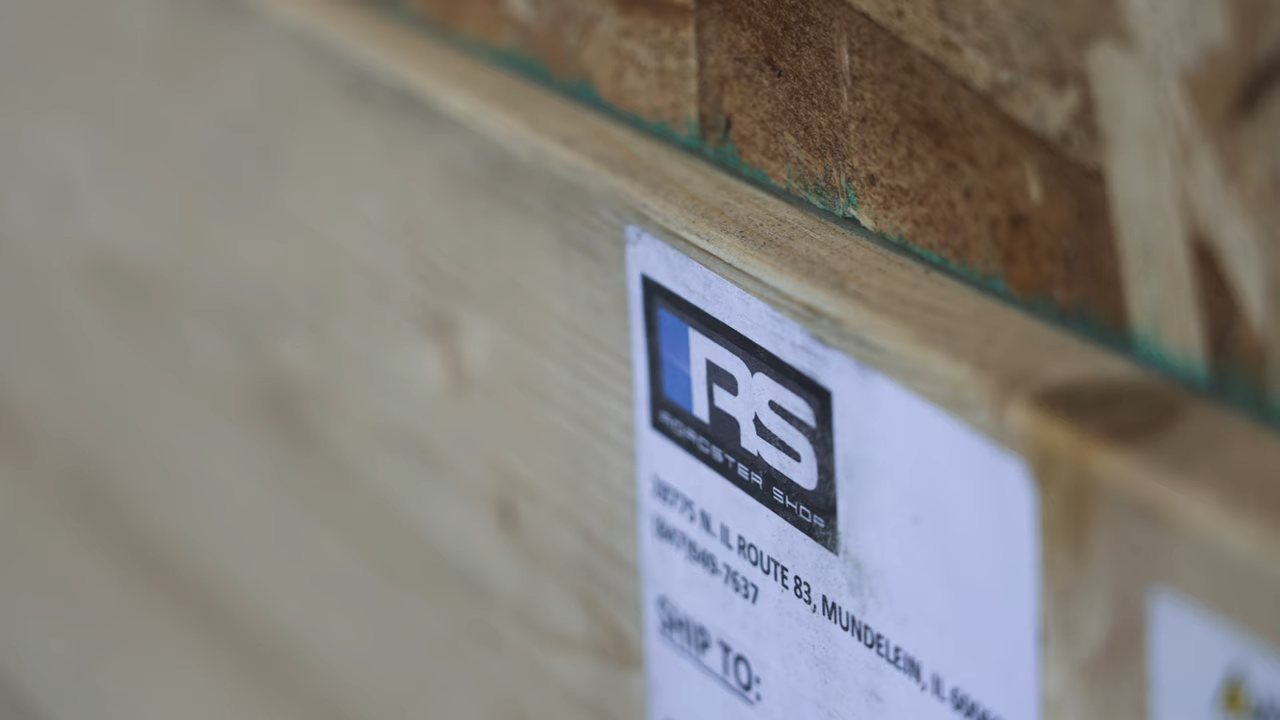 RS
ROADSTER SHOP
28775 N. IL ROUTE 83, MUNDELEIN, IL
(847)949-7637
SHIP TO: